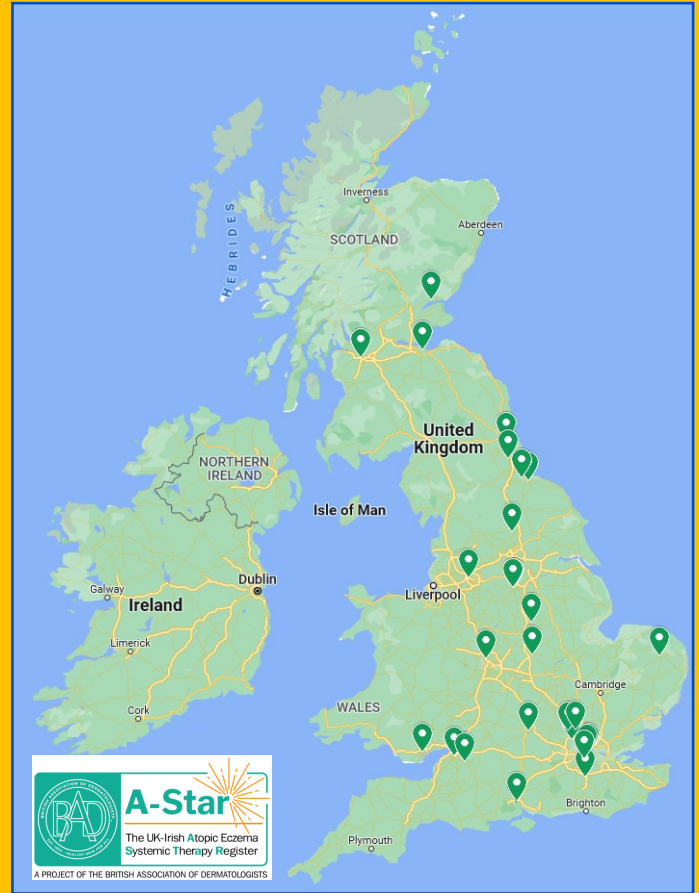 Inverness
Aberdeen
SCOTLAND
HEBRIDES
United
Kingdom
NORTHERN
IRELAND
Isle of Man
Dublin
Galway
Ireland
Liverpool
Limerick
Cork
Cambridge
WALES
Brighton
Plymouth
BAD
A-Star
The UK-Irish Atopic Eczema
Systemic Therapy Register
A PROJECT OF THE BRITISH ASSOCIATION OF DERMATOLOGISTS